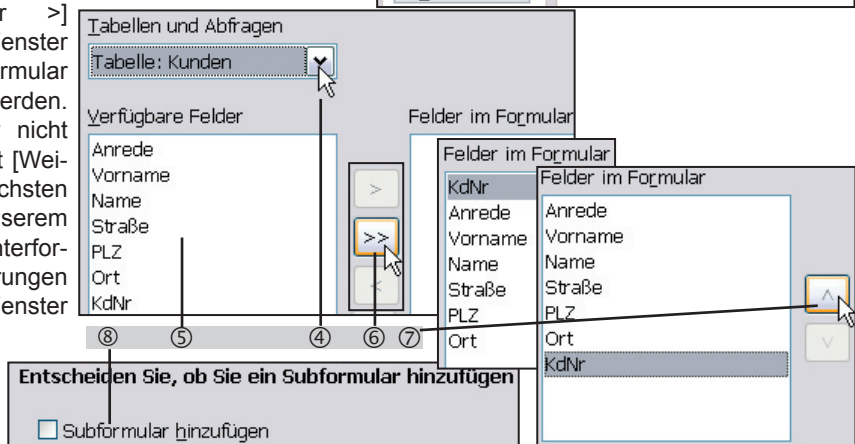 r >]
enster
rmular
erden.
nicht
t [Wei-
chsten
serem
nterfor-
rungen
enster
Tabellen und Abfragen
Tabelle: Kunden
Verfügbare Felder
Anrede
Vorname
Name
Straße
PLZ
Ort
KdNr
>
>>
<
Felder im Formular
Felder im Formular
KdNr
Anrede
Vorname
Name
Straße
PLZ
Ort
Felder im Formular
Anrede
Vorname
Name
Straße
PLZ
Ort
KdNr
^
v
⑧ ⑤ ④ ⑥ ⑦
Entscheiden Sie, ob Sie ein Subformular hinzufügen
Subformular hinzufügen